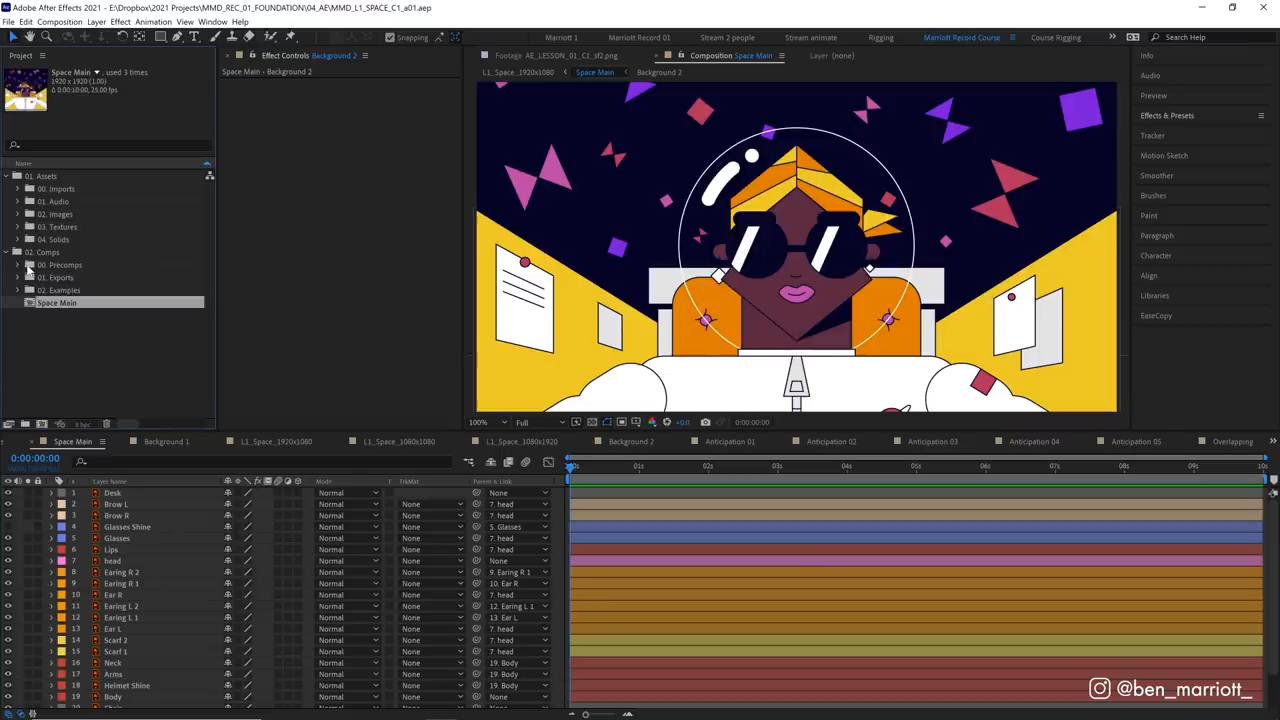 Adobe After Effects 2021 - E:\Dropbox\2021 Projects\MMD_REC_01_FOUNDATION\04_AE\MMD_L1_SPACE_C1_a01.aep
File Edit Composition Layer Effect Animation View Window Help
Snapping
Marriott 1 Marriott Record 01 Stream 2 people Stream animate Rigging Marriott Record Course Course Rigging Search Help
Project
Effect Controls Background 2
Footage AE_LESSON_01_C1_sf2.png
Composition Space Main
Layer (none)
Info
Space Main , used 3 times
1920 x 1920 (1.00)
Δ 0:00:10:00, 25.00 fps
Space Main • Background 2
L1_Space_1920x1080 Space Main Background 2
Audio
Preview
Effects & Presets
Tracker
Motion Sketch
Smoother
Brushes
Paint
Paragraph
Character
Align
Libraries
EaseCopy
Name
01. Assets
00. Imports
01. Audio
02. Images
03. Textures
04. Solids
02. Comps
00. Precomps
01. Exports
02. Examples
Space Main
8 bpc
100% Full +0.0 0:00:00:00
Space Main Background 1 L1_Space_1920x1080 L1_Space_1080x1080 L1_Space_1080x1920 Background 2 Anticipation 01 Anticipation 02 Anticipation 03 Anticipation 04 Anticipation 05 Overlapping
0:00:00:00
01s 02s 03s 04s 05s 06s 07s 08s 09s 10s
# Layer Name Mode T TrkMat Parent & Link
1 Desk Normal None
2 Brow L Normal None 7. head
3 Brow R Normal None 7. head
4 Glasses Shine Normal None 5. Glasses
5 Glasses Normal None 7. head
6 Lips Normal None 7. head
7 head Normal None None
8 Earing R 2 Normal None 9. Earing R 1
9 Earing R 1 Normal None 10. Ear R
10 Ear R Normal None 7. head
11 Earing L 2 Normal None 12. Earing L 1
12 Earing L 1 Normal None 13. Ear L
13 Ear L Normal None 7. head
14 Scarf 2 Normal None 7. head
15 Scarf 1 Normal None 7. head
16 Neck Normal None 19. Body
17 Arms Normal None 19. Body
18 Helmet Shine Normal None 19. Body
19 Body Normal None None
@ben_marriott_